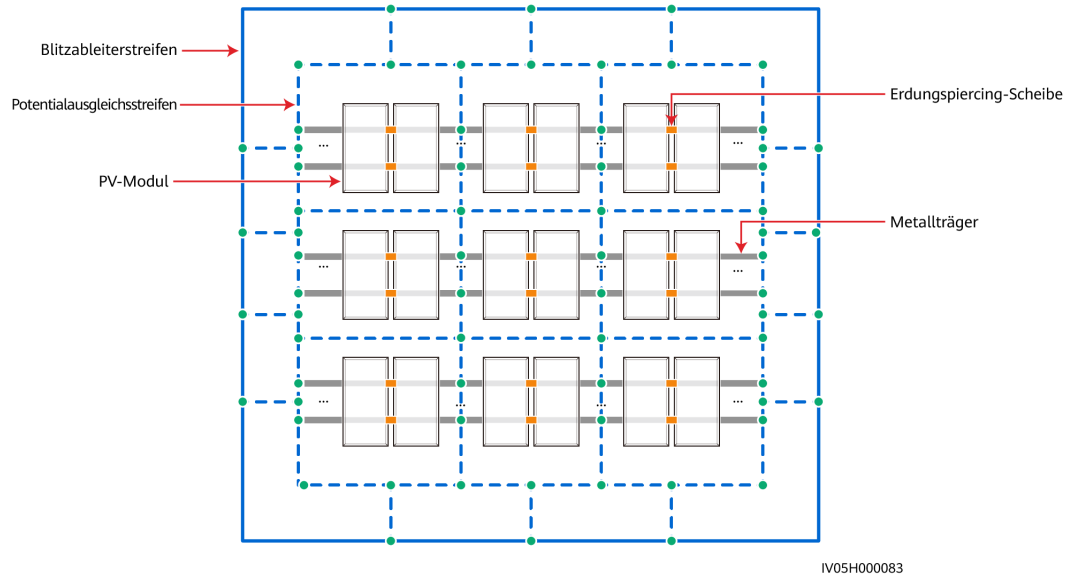 Blitzableiterstreifen
Potentialausgleichsstreifen
Erdungspiercing-Scheibe
...
...
...
...
PV-Modul
Metallträger
...
...
...
...
...
...
...
...
IV05H000083